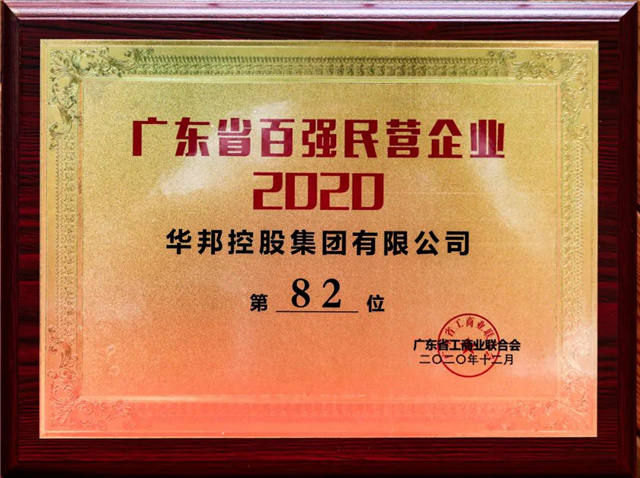 广东省百强民营企业
2020
华邦控股集团有限公司
第 82 位
广东省工商业联合会
二〇二〇年十二月